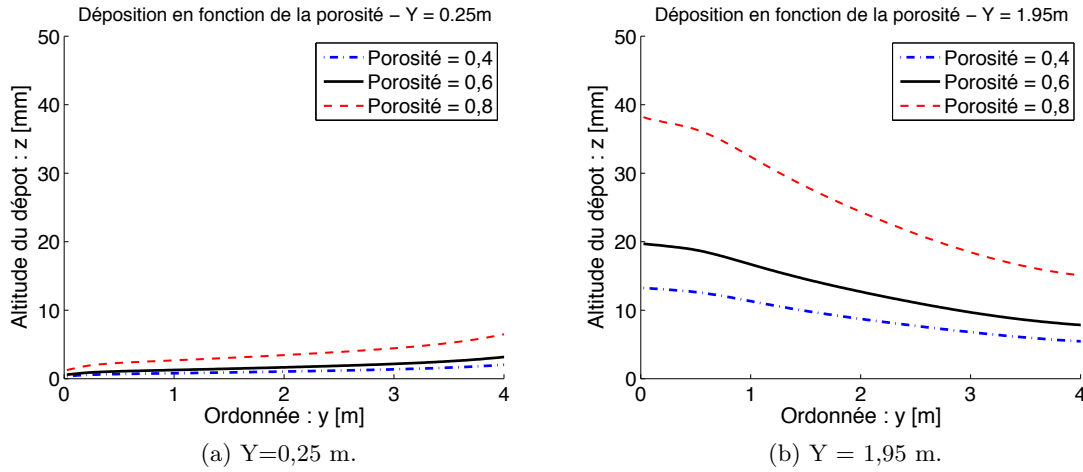 Déposition en fonction de la porosité – Y = 0.25m
50
40
30
20
10
0
Altitude du dépot : z [mm]
Porosité = 0,4
Porosité = 0,6
Porosité = 0,8
0 1 2 3 4
Ordonnée : y [m]
(a) Y=0,25 m.
Déposition en fonction de la porosité – Y = 1.95m
50
40
30
20
10
0
Altitude du dépot : z [mm]
Porosité = 0,4
Porosité = 0,6
Porosité = 0,8
0 1 2 3 4
Ordonnée : y [m]
(b) Y = 1,95 m.